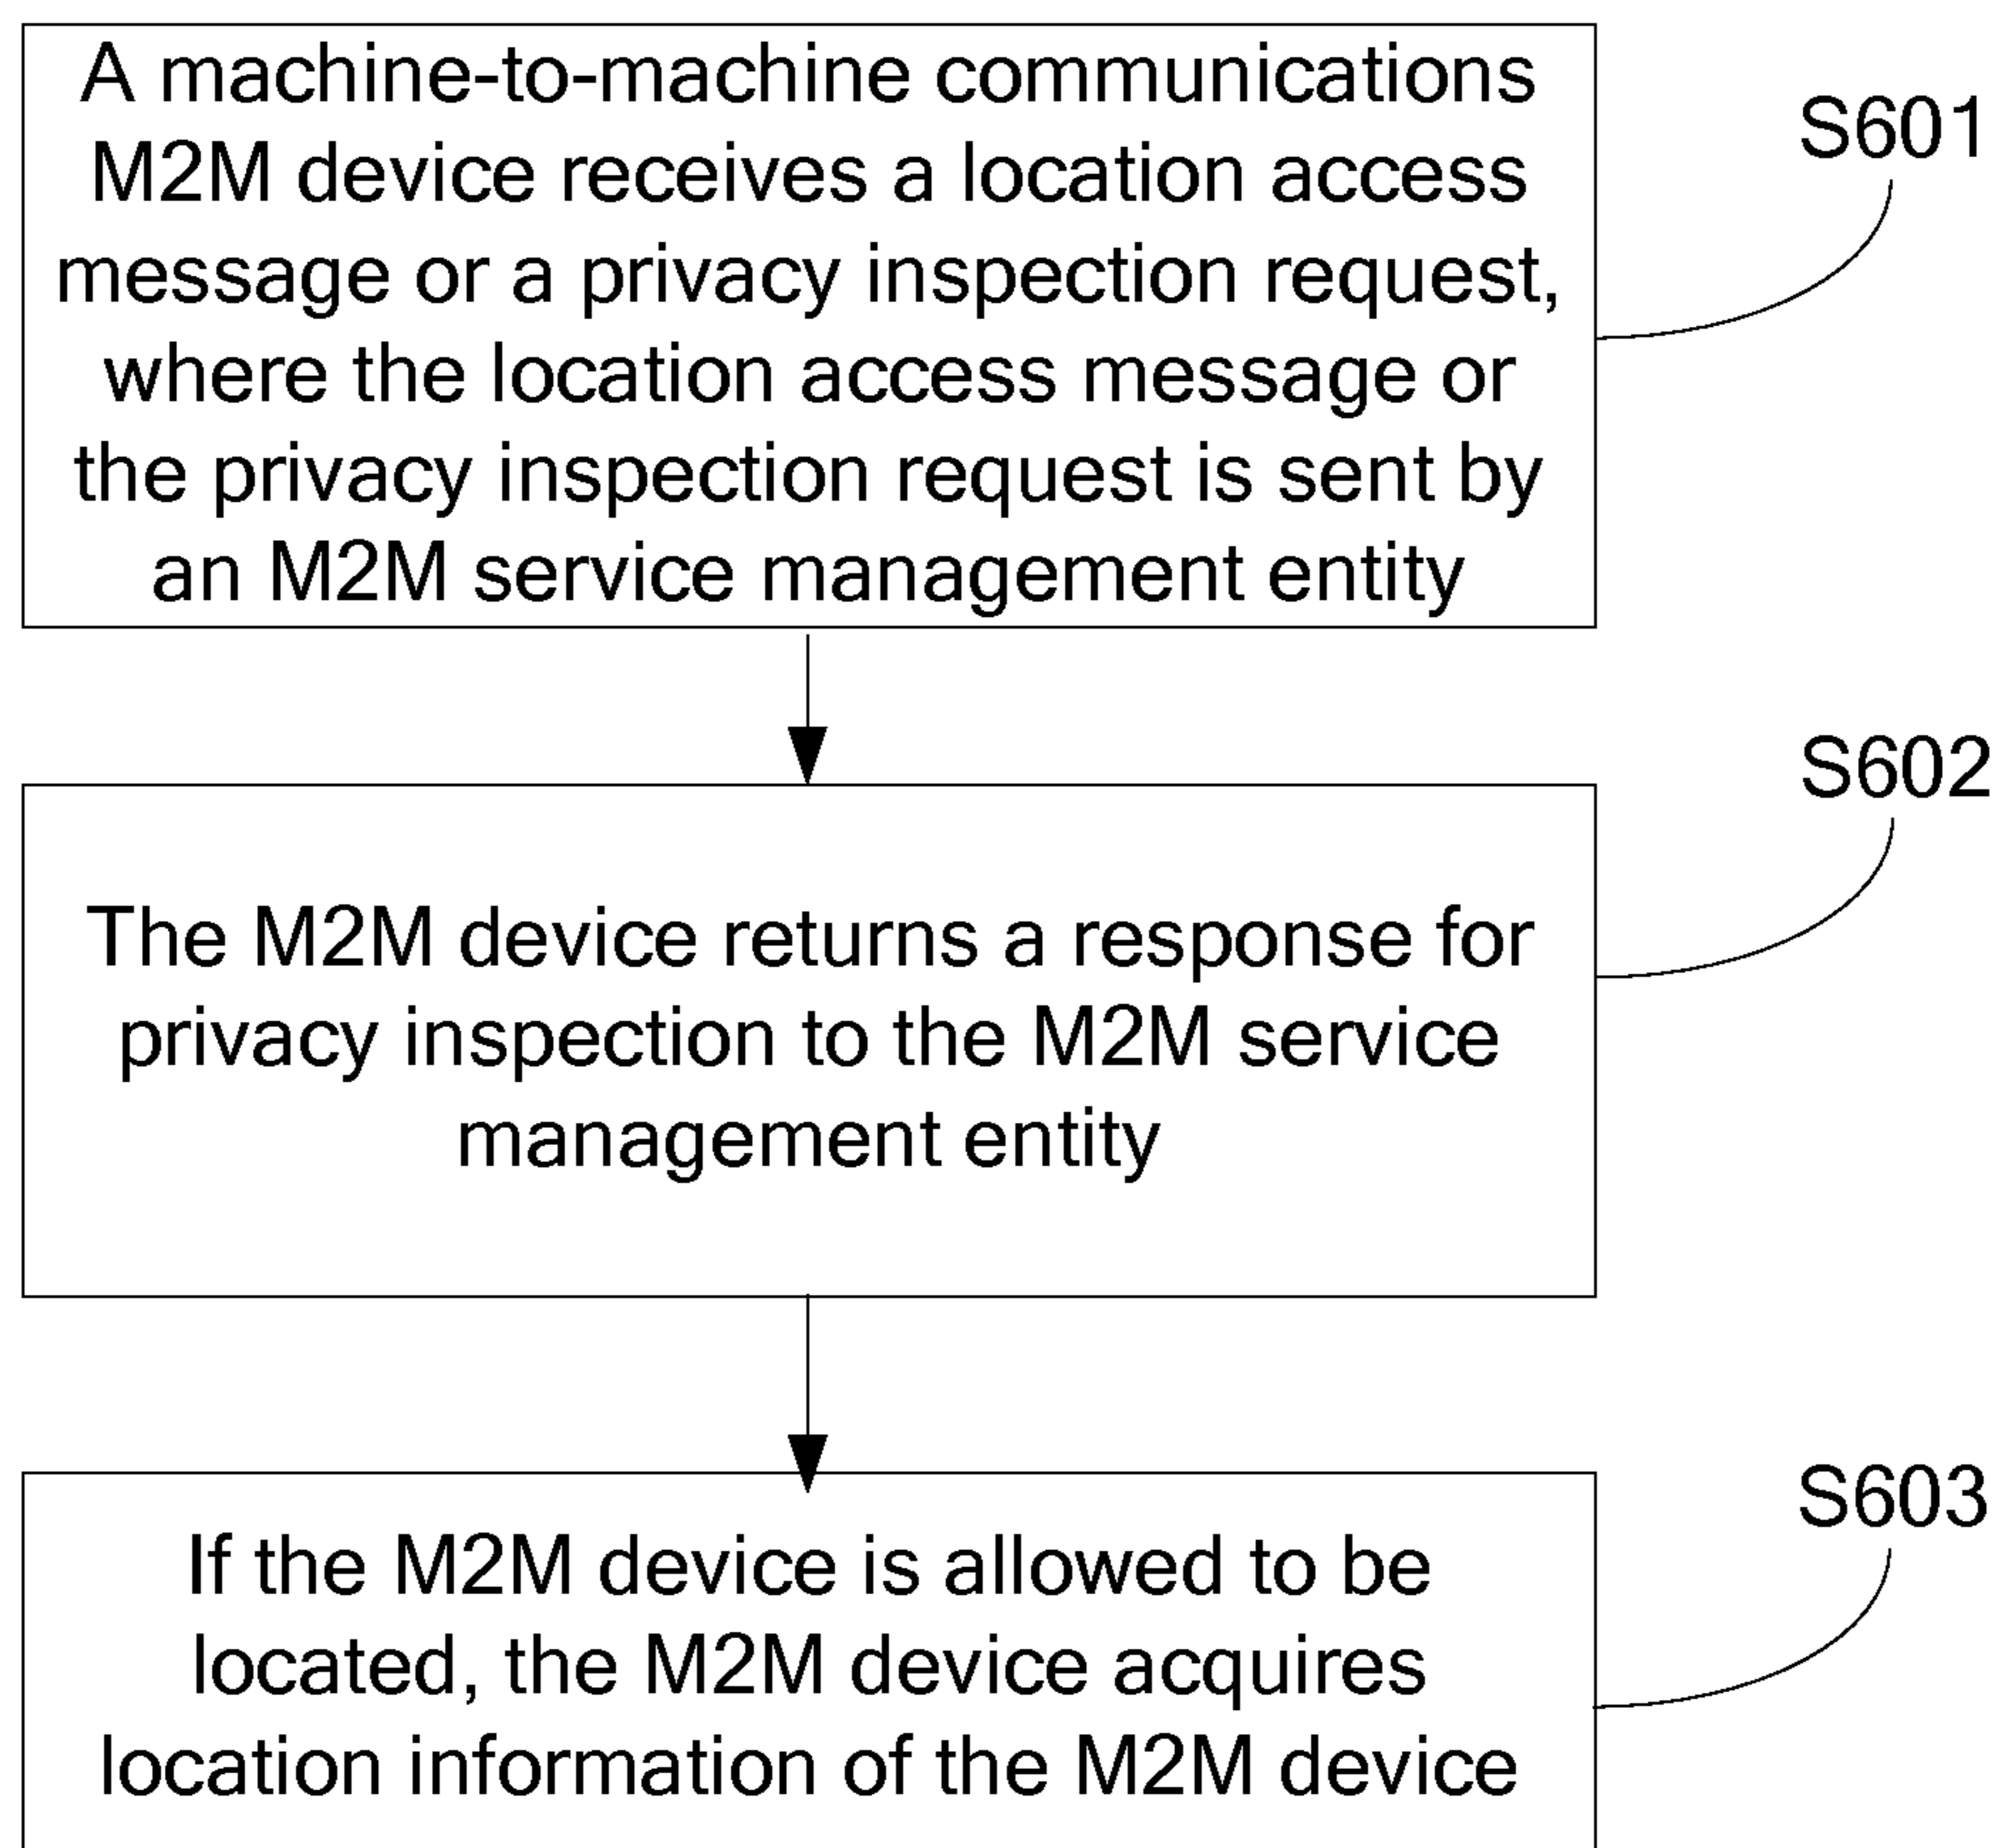 A machine-to-machine communications
M2M device receives a location access
message or a privacy inspection request,
where the location access message or
the privacy inspection request is sent by
an M2M service management entity
S601
The M2M device returns a response for
privacy inspection to the M2M service
management entity
S602
If the M2M device is allowed to be
located, the M2M device acquires
location information of the M2M device
S603